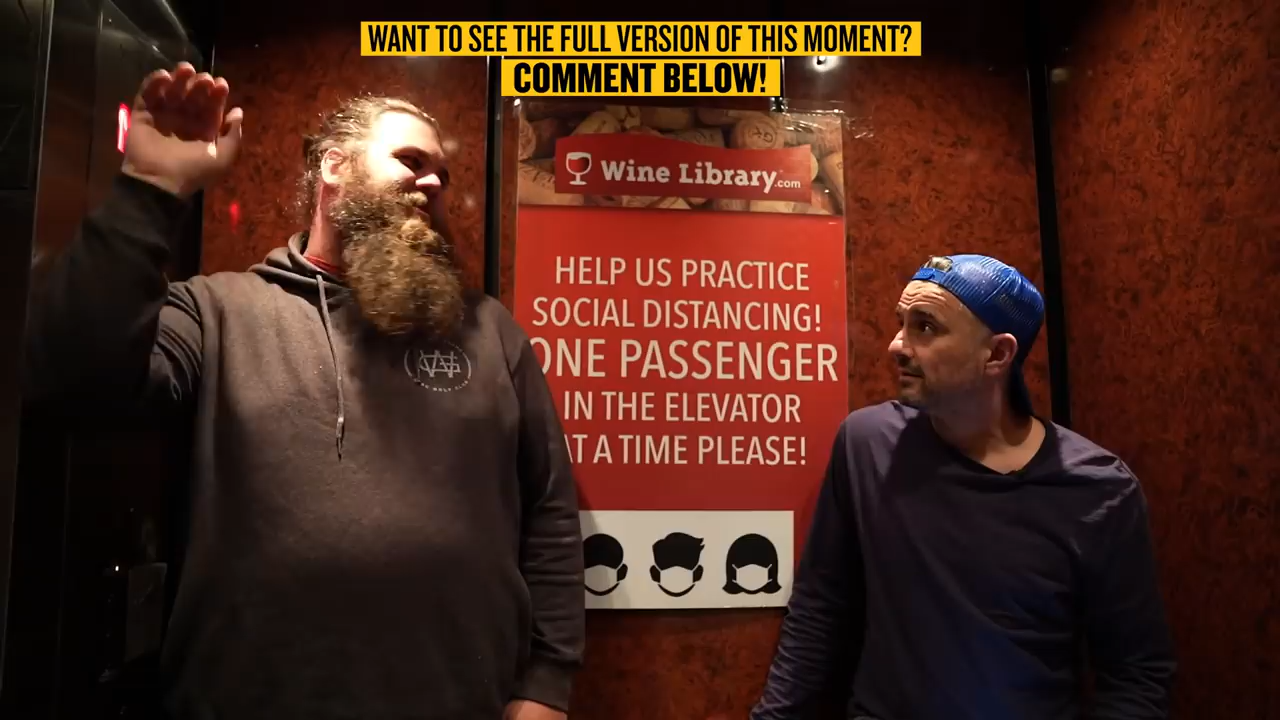 WANT TO SEE THE FULL VERSION OF THIS MOMENT?
COMMENT BELOW!
Wine Library.com
HELP US PRACTICE
SOCIAL DISTANCING!
ONE PASSENGER
IN THE ELEVATOR
AT A TIME PLEASE!